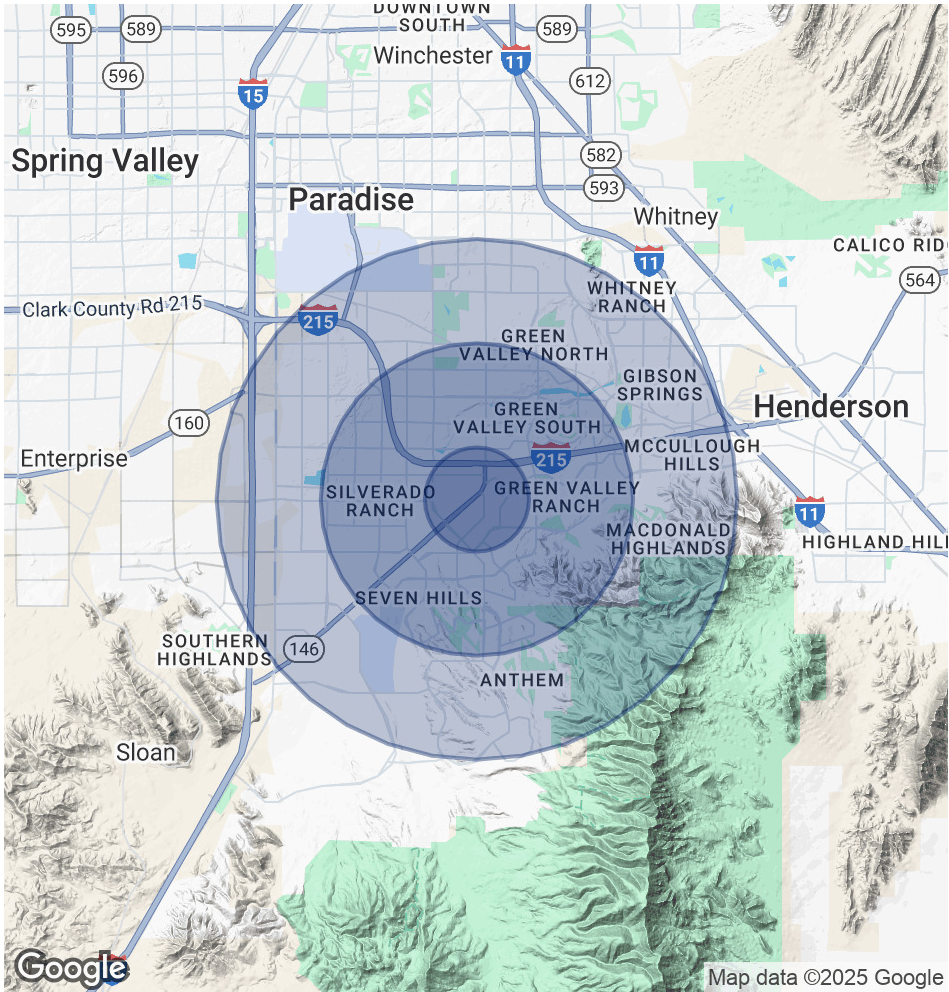 DOWNTOWN
SOUTH
595
589
589
Winchester
11
596
612
15
Spring Valley
582
593
Paradise
Whitney
CALICO RID
11
564
WHITNEY
RANCH
Clark County Rd 215
215
GREEN
VALLEY NORTH
GIBSON
SPRINGS
Henderson
GREEN
VALLEY SOUTH
160
Enterprise
215
MCCULLOUGH
HILLS
SILVERADO
RANCH
GREEN VALLEY
RANCH
11
MACDONALD
HIGHLANDS
HIGHLAND HIL
SEVEN HILLS
SOUTHERN
HIGHLANDS
146
ANTHEM
Sloan
Google
Map data ©2025 Google